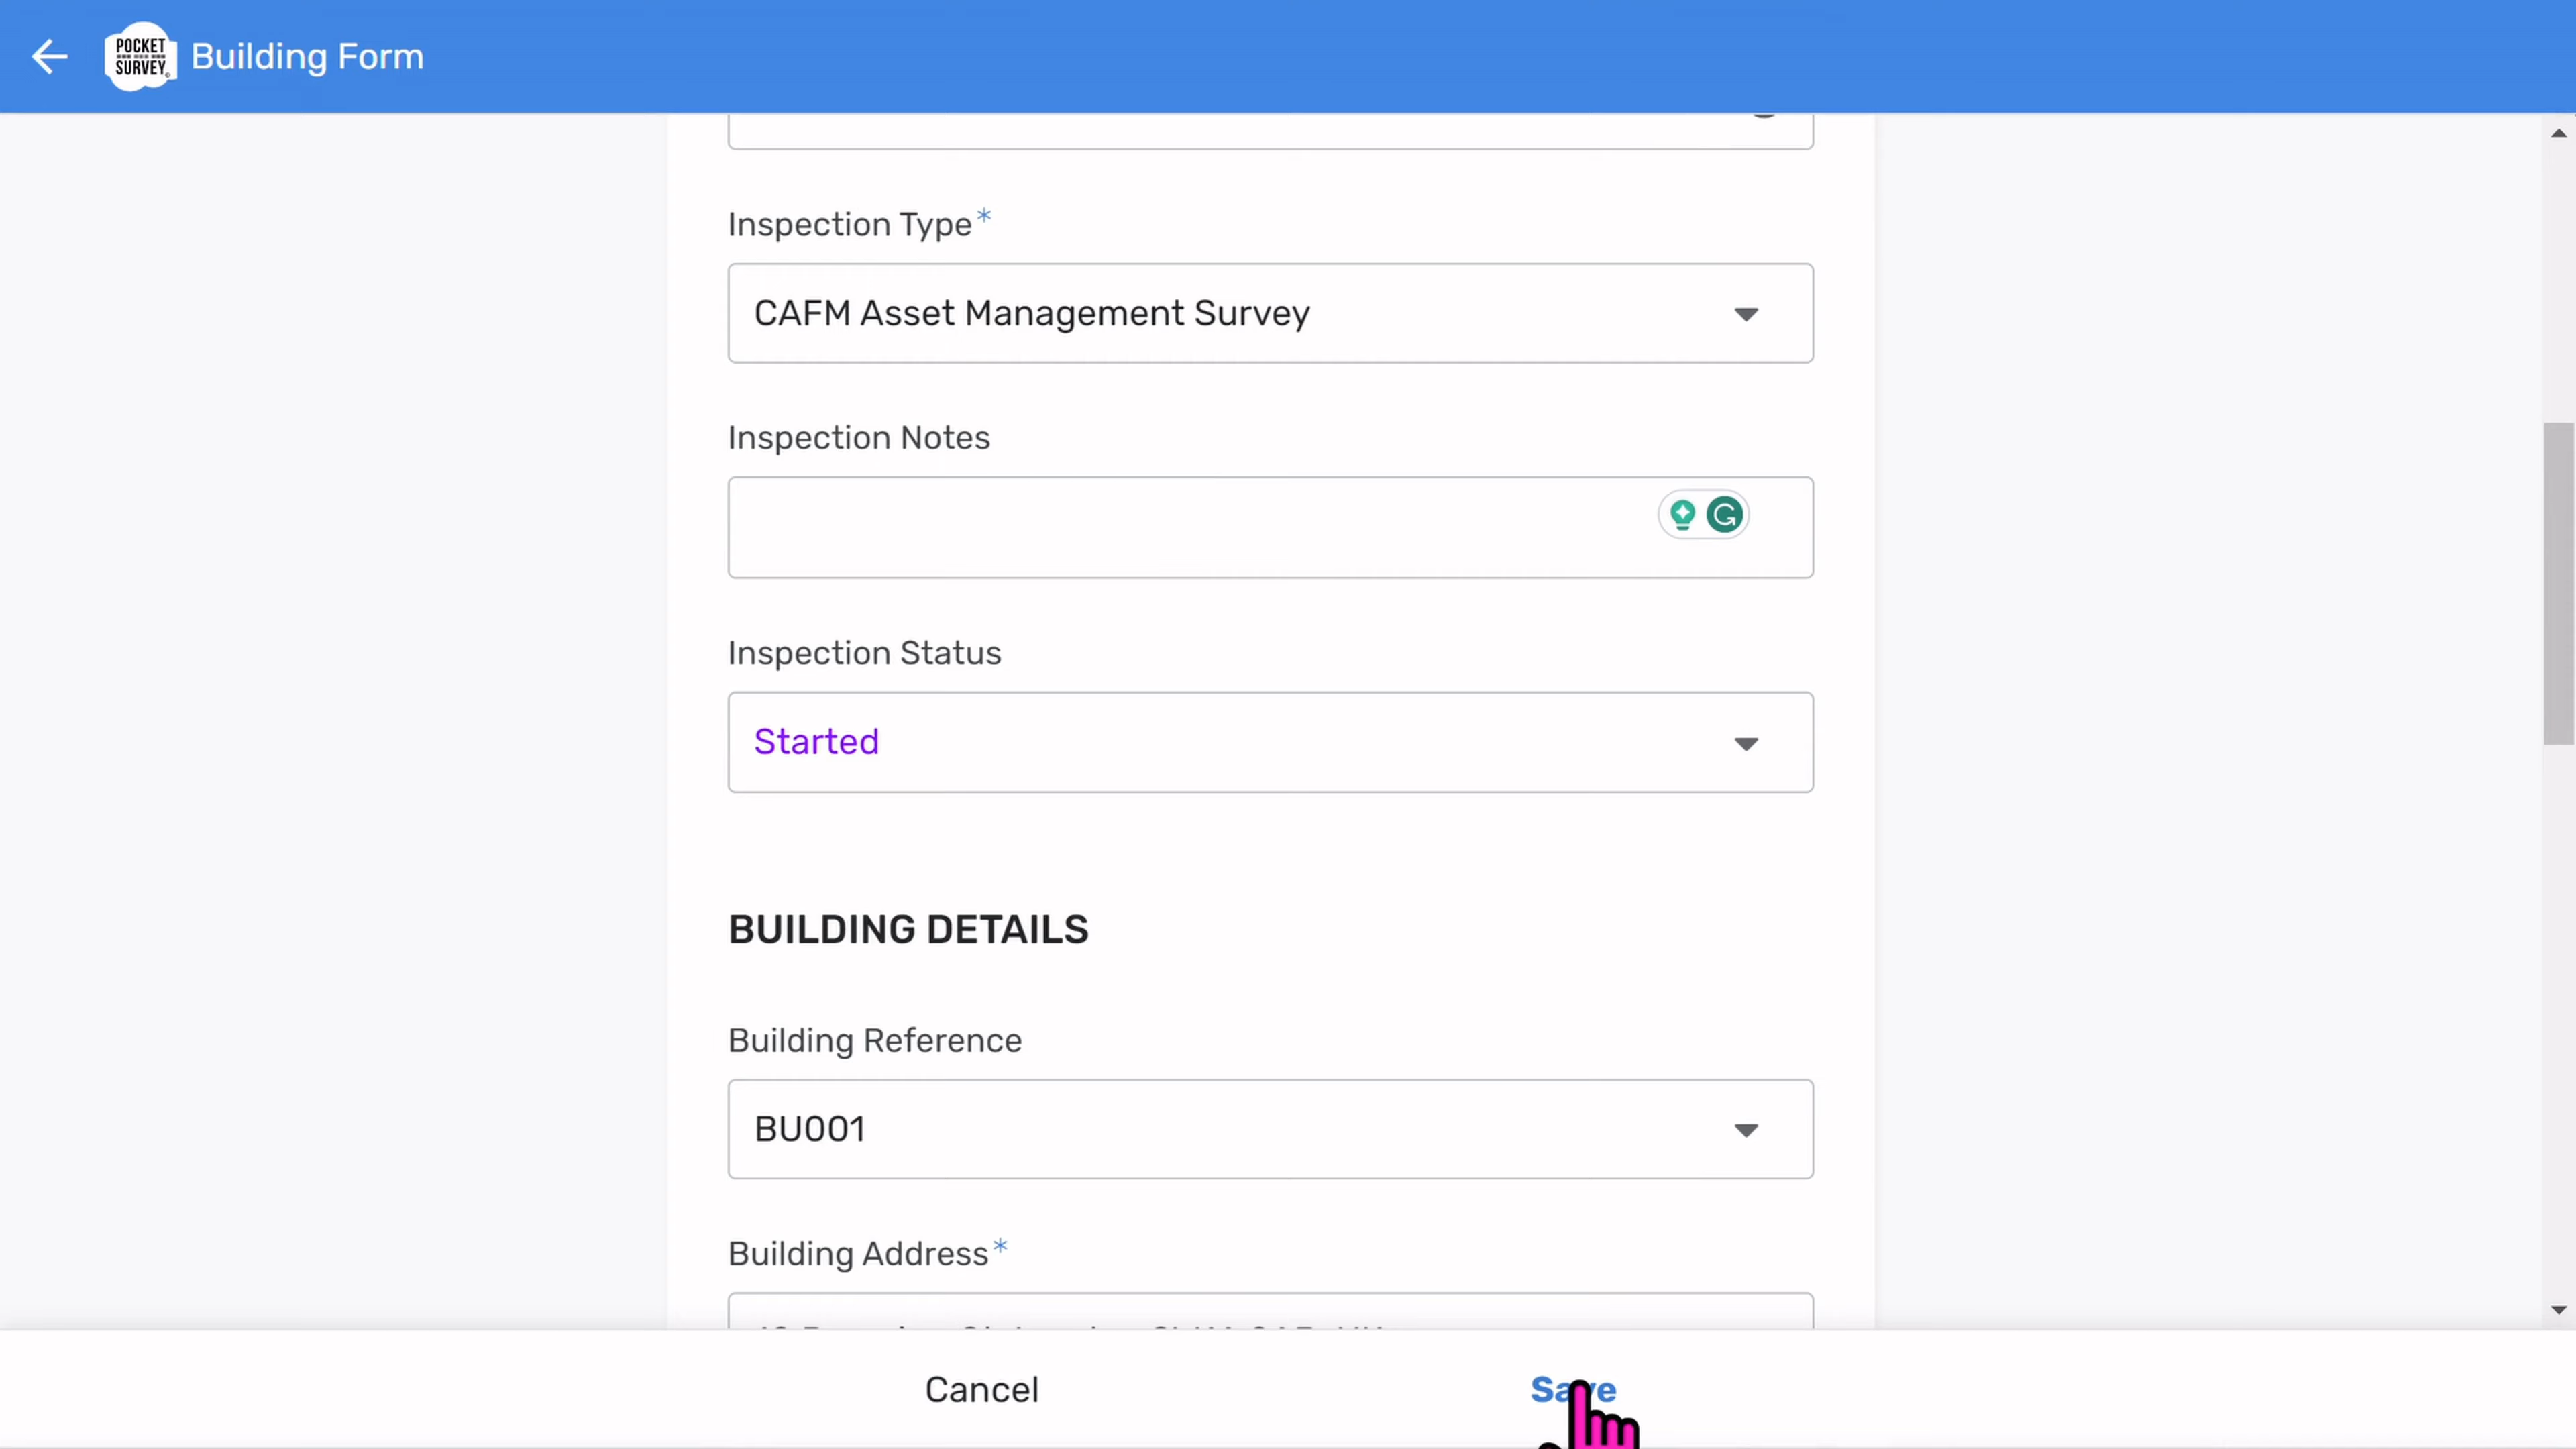 POCKET
SURVEY
Building Form
Inspection Type*
CAFM Asset Management Survey
Inspection Notes
Inspection Status
Started
BUILDING DETAILS
Building Reference
BU001
Building Address*
Cancel
Save